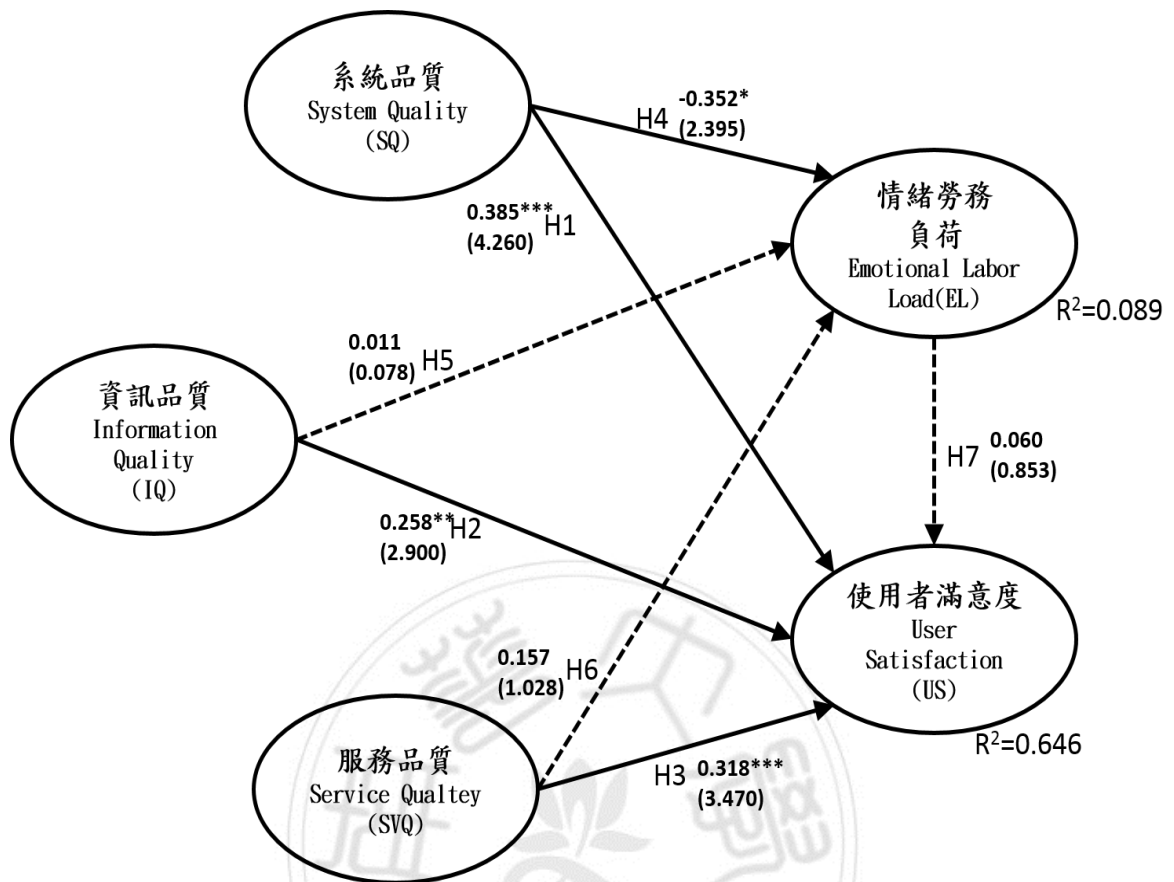 系統品質
System Quality
(SQ)
H4 -0.352*
(2.395)
情緒勞務
負荷
Emotional Labor
Load(EL)
R²=0.089
0.385*** H1
(4.260)
0.011
(0.078) H5
資訊品質
Information
Quality
(IQ)
H7 0.060
(0.853)
0.258** H2
(2.900)
使用者滿意度
User
Satisfaction
(US)
R²=0.646
0.157
(1.028) H6
服務品質
Service Qualtey
(SVQ)
H3 0.318***
(3.470)